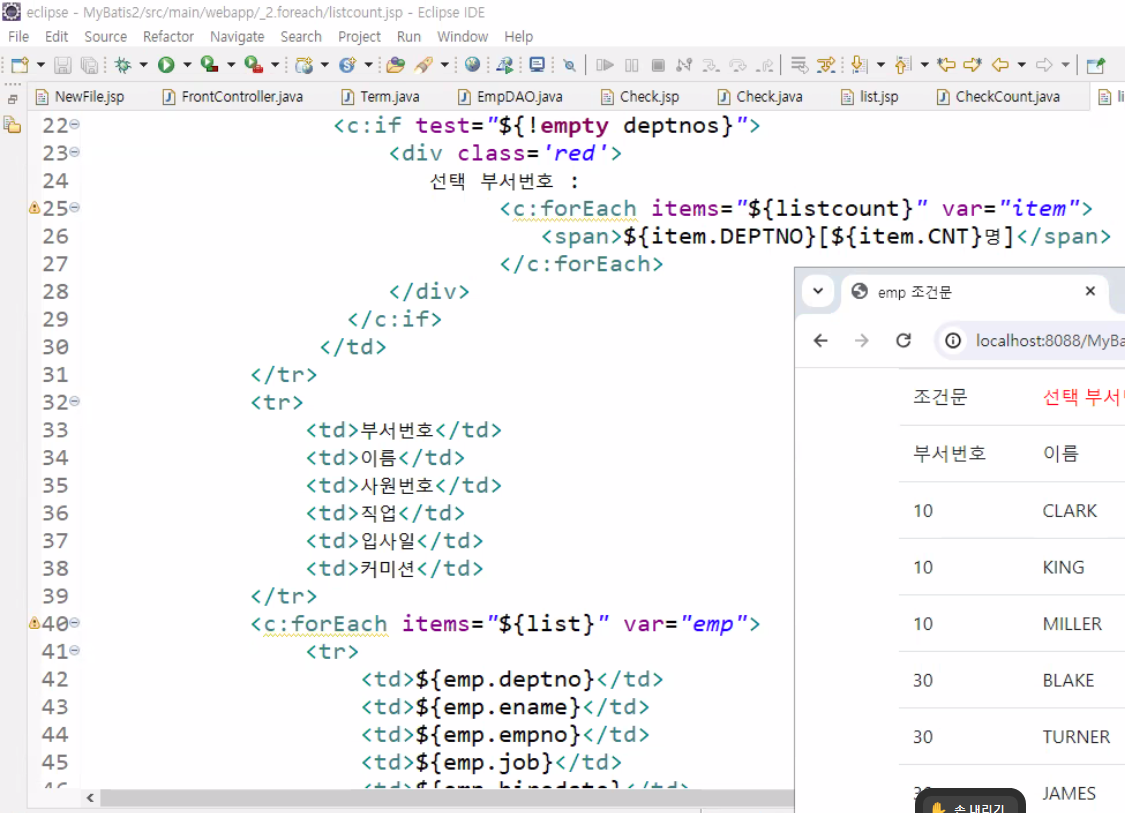 eclipse - MyBatis2/src/main/webapp/_2.foreach/listcount.jsp - Eclipse IDE
File Edit Source Refactor Navigate Search Project Run Window Help
NewFile.jsp FrontController.java Term.java EmpDAO.java Check.jsp Check.java list.jsp CheckCount.java
22 <c:if test="${!empty deptnos}">
23 <div class='red'>
24 선택 부서번호 :
25 <c:forEach items="${listcount}" var="item">
26 <span>${item.DEPTNO}[${item.CNT}명]</span>
27 </c:forEach>
28 </div>
29 </c:if>
30 </td>
31 </tr>
32 <tr>
33 <td>부서번호</td>
34 <td>이름</td>
35 <td>사원번호</td>
36 <td>직업</td>
37 <td>입사일</td>
38 <td>커미션</td>
39 </tr>
40 <c:forEach items="${list}" var="emp">
41 <tr>
42 <td>${emp.deptno}</td>
43 <td>${emp.ename}</td>
44 <td>${emp.empno}</td>
45 <td>${emp.job}</td>
emp 조건문
localhost:8088/MyBa
조건문 선택 부서
부서번호 이름
10 CLARK
10 KING
10 MILLER
30 BLAKE
30 TURNER
JAMES
손 내리기